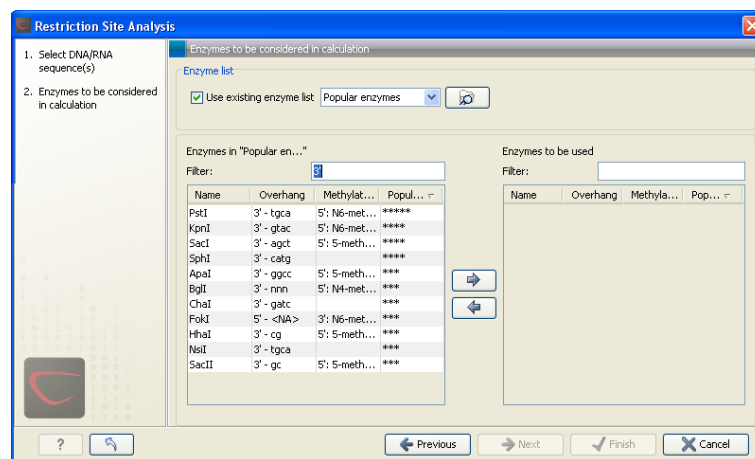 Restriction Site Analysis
1. Select DNA/RNA
sequence(s)
2. Enzymes to be considered
in calculation
Enzymes to be considered in calculation
Enzyme list
Use existing enzyme list Popular enzymes
Enzymes in "Popular en..." Enzymes to be used
Filter: 3' Filter:
Name Overhang Methylat... Popul... Name Overhang Methyla... Pop...
PstI 3' - tgca 5': N6-met... *****
KpnI 3' - gtac 5': N6-met... ****
SacI 3' - agct 5': 5-meth... ****
SphI 3' - catg ****
ApaI 3' - ggcc 5': 5-meth... ***
BglI 3' - nnn 5': N4-met... ***
ChaI 3' - gatc ***
FokI 5' - <NA> 3': N6-met... ***
HhaI 3' - cg 5': 5-meth... ***
NsiI 3' - tgca ***
SacII 3' - gc 5': 5-meth... ***
? Previous Next Finish Cancel